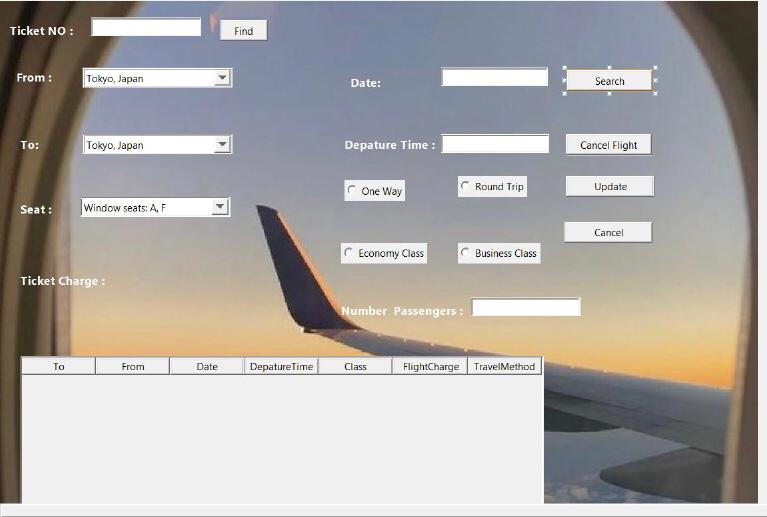 Ticket NO : Find
From : Tokyo, Japan Date: Search
To: Tokyo, Japan Depature Time : Cancel Flight
One Way Round Trip Update
Seat : Window seats: A, F
Cancel
Economy Class Business Class
Ticket Charge :
Number Passengers :
To From Date DepatureTime Class FlightCharge TravelMethod